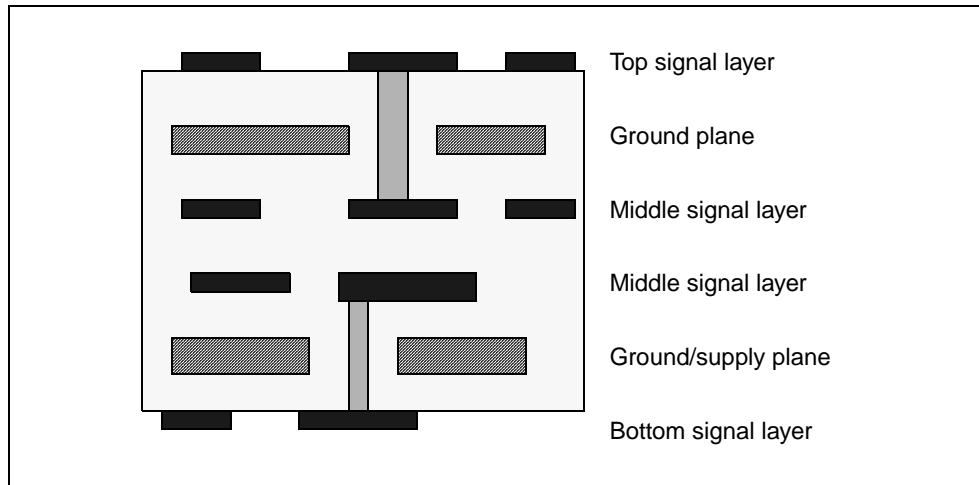 Top signal layer
Ground plane
Middle signal layer
Middle signal layer
Ground/supply plane
Bottom signal layer